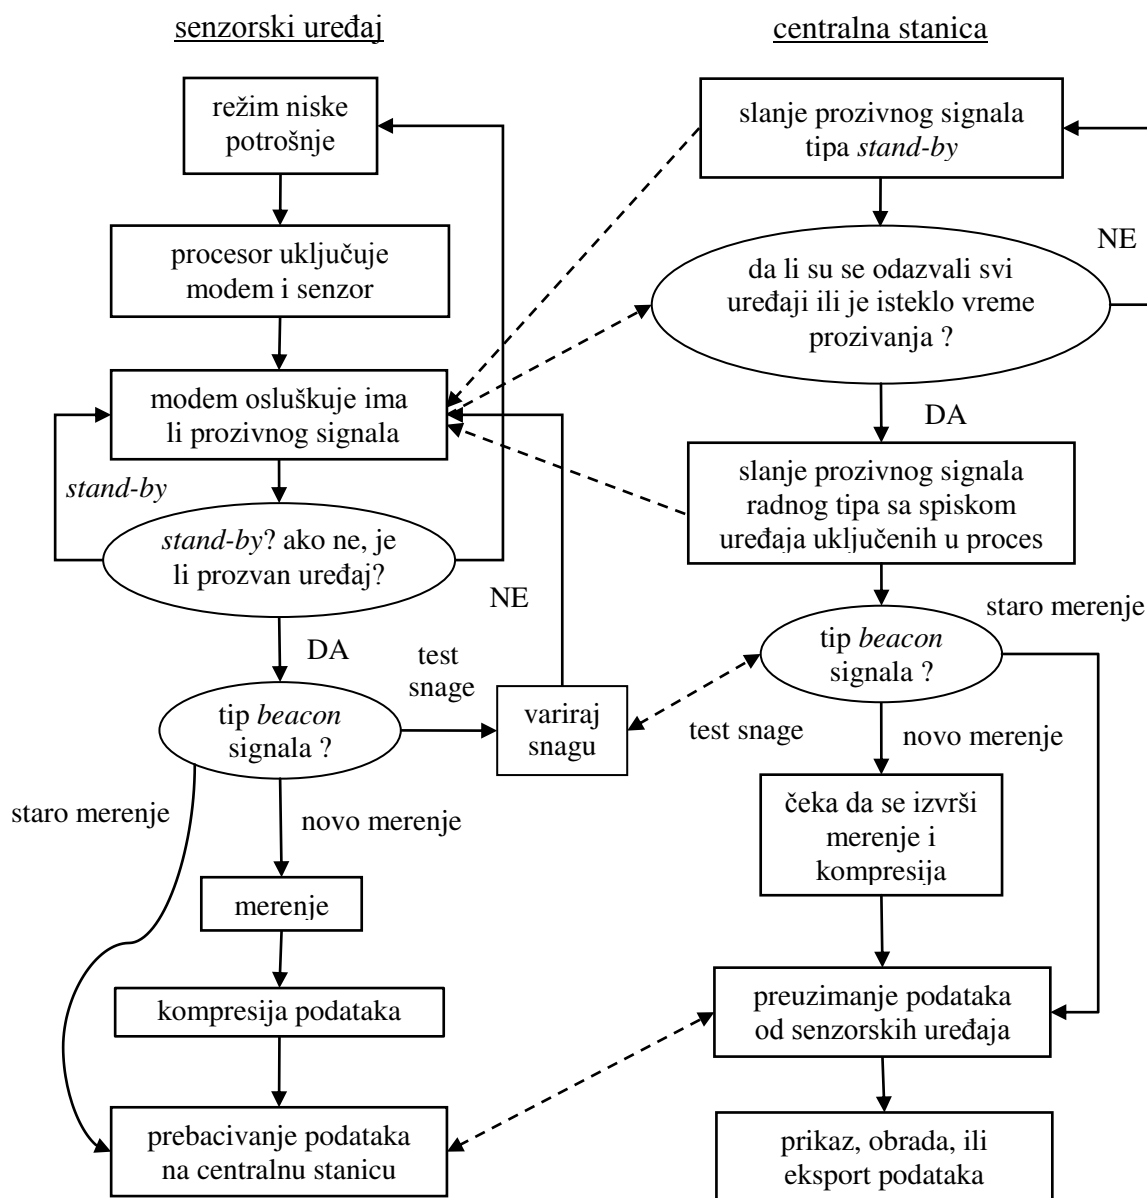 senzorski uređaj
režim niske
potrošnje
procesor uključuje
modem i senzor
modem osluškuje ima
li prozivnog signala
stand-by
stand-by? ako ne, je
li prozvan uređaj?
NE
DA
test
snage
tip beacon
signala ?
variraj
snagu
staro merenje
novo merenje
merenje
kompresija podataka
prebacivanje podataka
na centralnu stanicu
centralna stanica
slanje prozivnog signala
tipa stand-by
NE
da li su se odazvali svi
uređaji ili je isteklo vreme
prozivanja ?
DA
slanje prozivnog signala
radnog tipa sa spiskom
uređaja uključenih u proces
staro merenje
tip beacon
signala ?
test snage
novo merenje
čeka da se izvrši
merenje i
kompresija
preuzimanje podataka
od senzorskih uređaja
prikaz, obrada, ili
eksport podataka